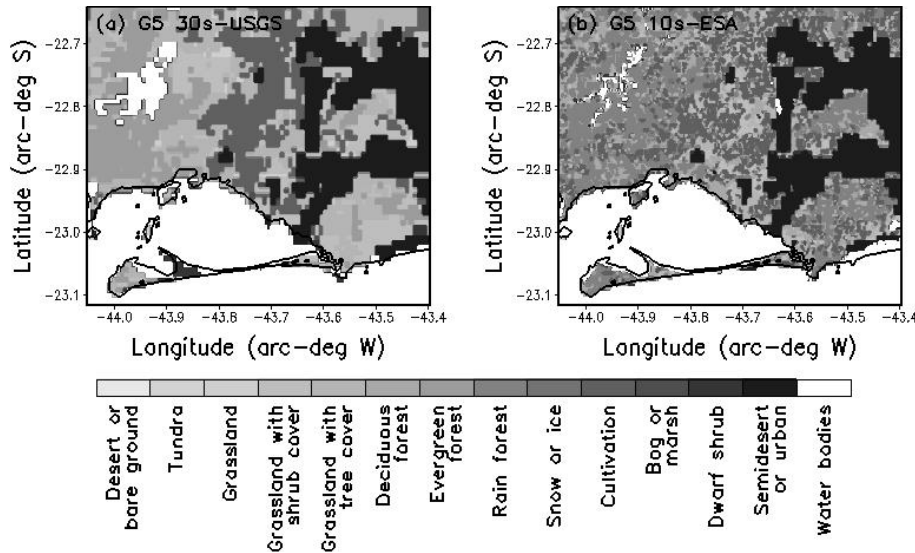 (a) G5 30s-USGS
-22.7
-22.8
-22.9
-23.0
-23.1
Latitude (arc-deg S)
-44.0 -43.9 -43.8 -43.7 -43.6 -43.5 -43.4
Longitude (arc-deg W)
(b) G5 10s-ESA
-22.7
-22.8
-22.9
-23.0
-23.1
Latitude (arc-deg S)
-44.0 -43.9 -43.8 -43.7 -43.6 -43.5 -43.4
Longitude (arc-deg W)
Desert or
bare ground
Tundra
Grassland
Grassland with
shrub cover
Grassland with
tree cover
Deciduous
forest
Evergreen
forest
Rain forest
Snow or ice
Cultivation
Bog or
marsh
Dwarf shrub
Semidesert
or urban
Water bodies